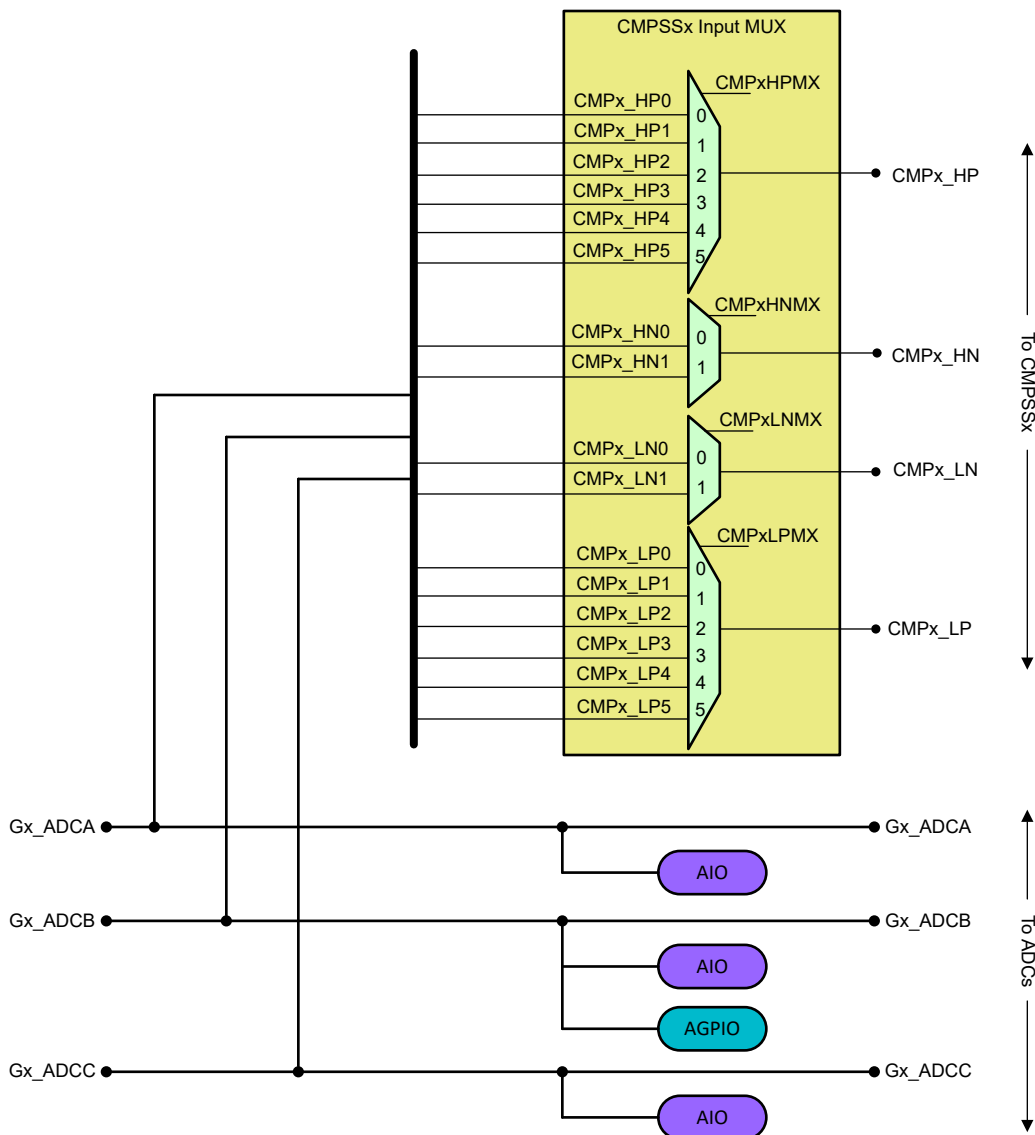 CMPSSx Input MUX
CMPxHPMX
CMPx_HP0
0
CMPx_HP1
1
CMPx_HP2
2
CMPx_HP
CMPx_HP3
3
CMPx_HP4
4
CMPx_HP5
5
CMPxHNMX
CMPx_HN0
0
CMPx_HN1
1
CMPx_HN
To CMPSSx
CMPxLNMX
CMPx_LN0
0
CMPx_LN1
1
CMPx_LN
CMPxLPMX
CMPx_LP0
0
CMPx_LP1
1
CMPx_LP2
2
CMPx_LP
CMPx_LP3
3
CMPx_LP4
4
CMPx_LP5
5
Gx_ADCA
Gx_ADCA
AIO
Gx_ADCB
Gx_ADCB
To ADCs
AIO
AGPIO
Gx_ADCC
Gx_ADCC
AIO